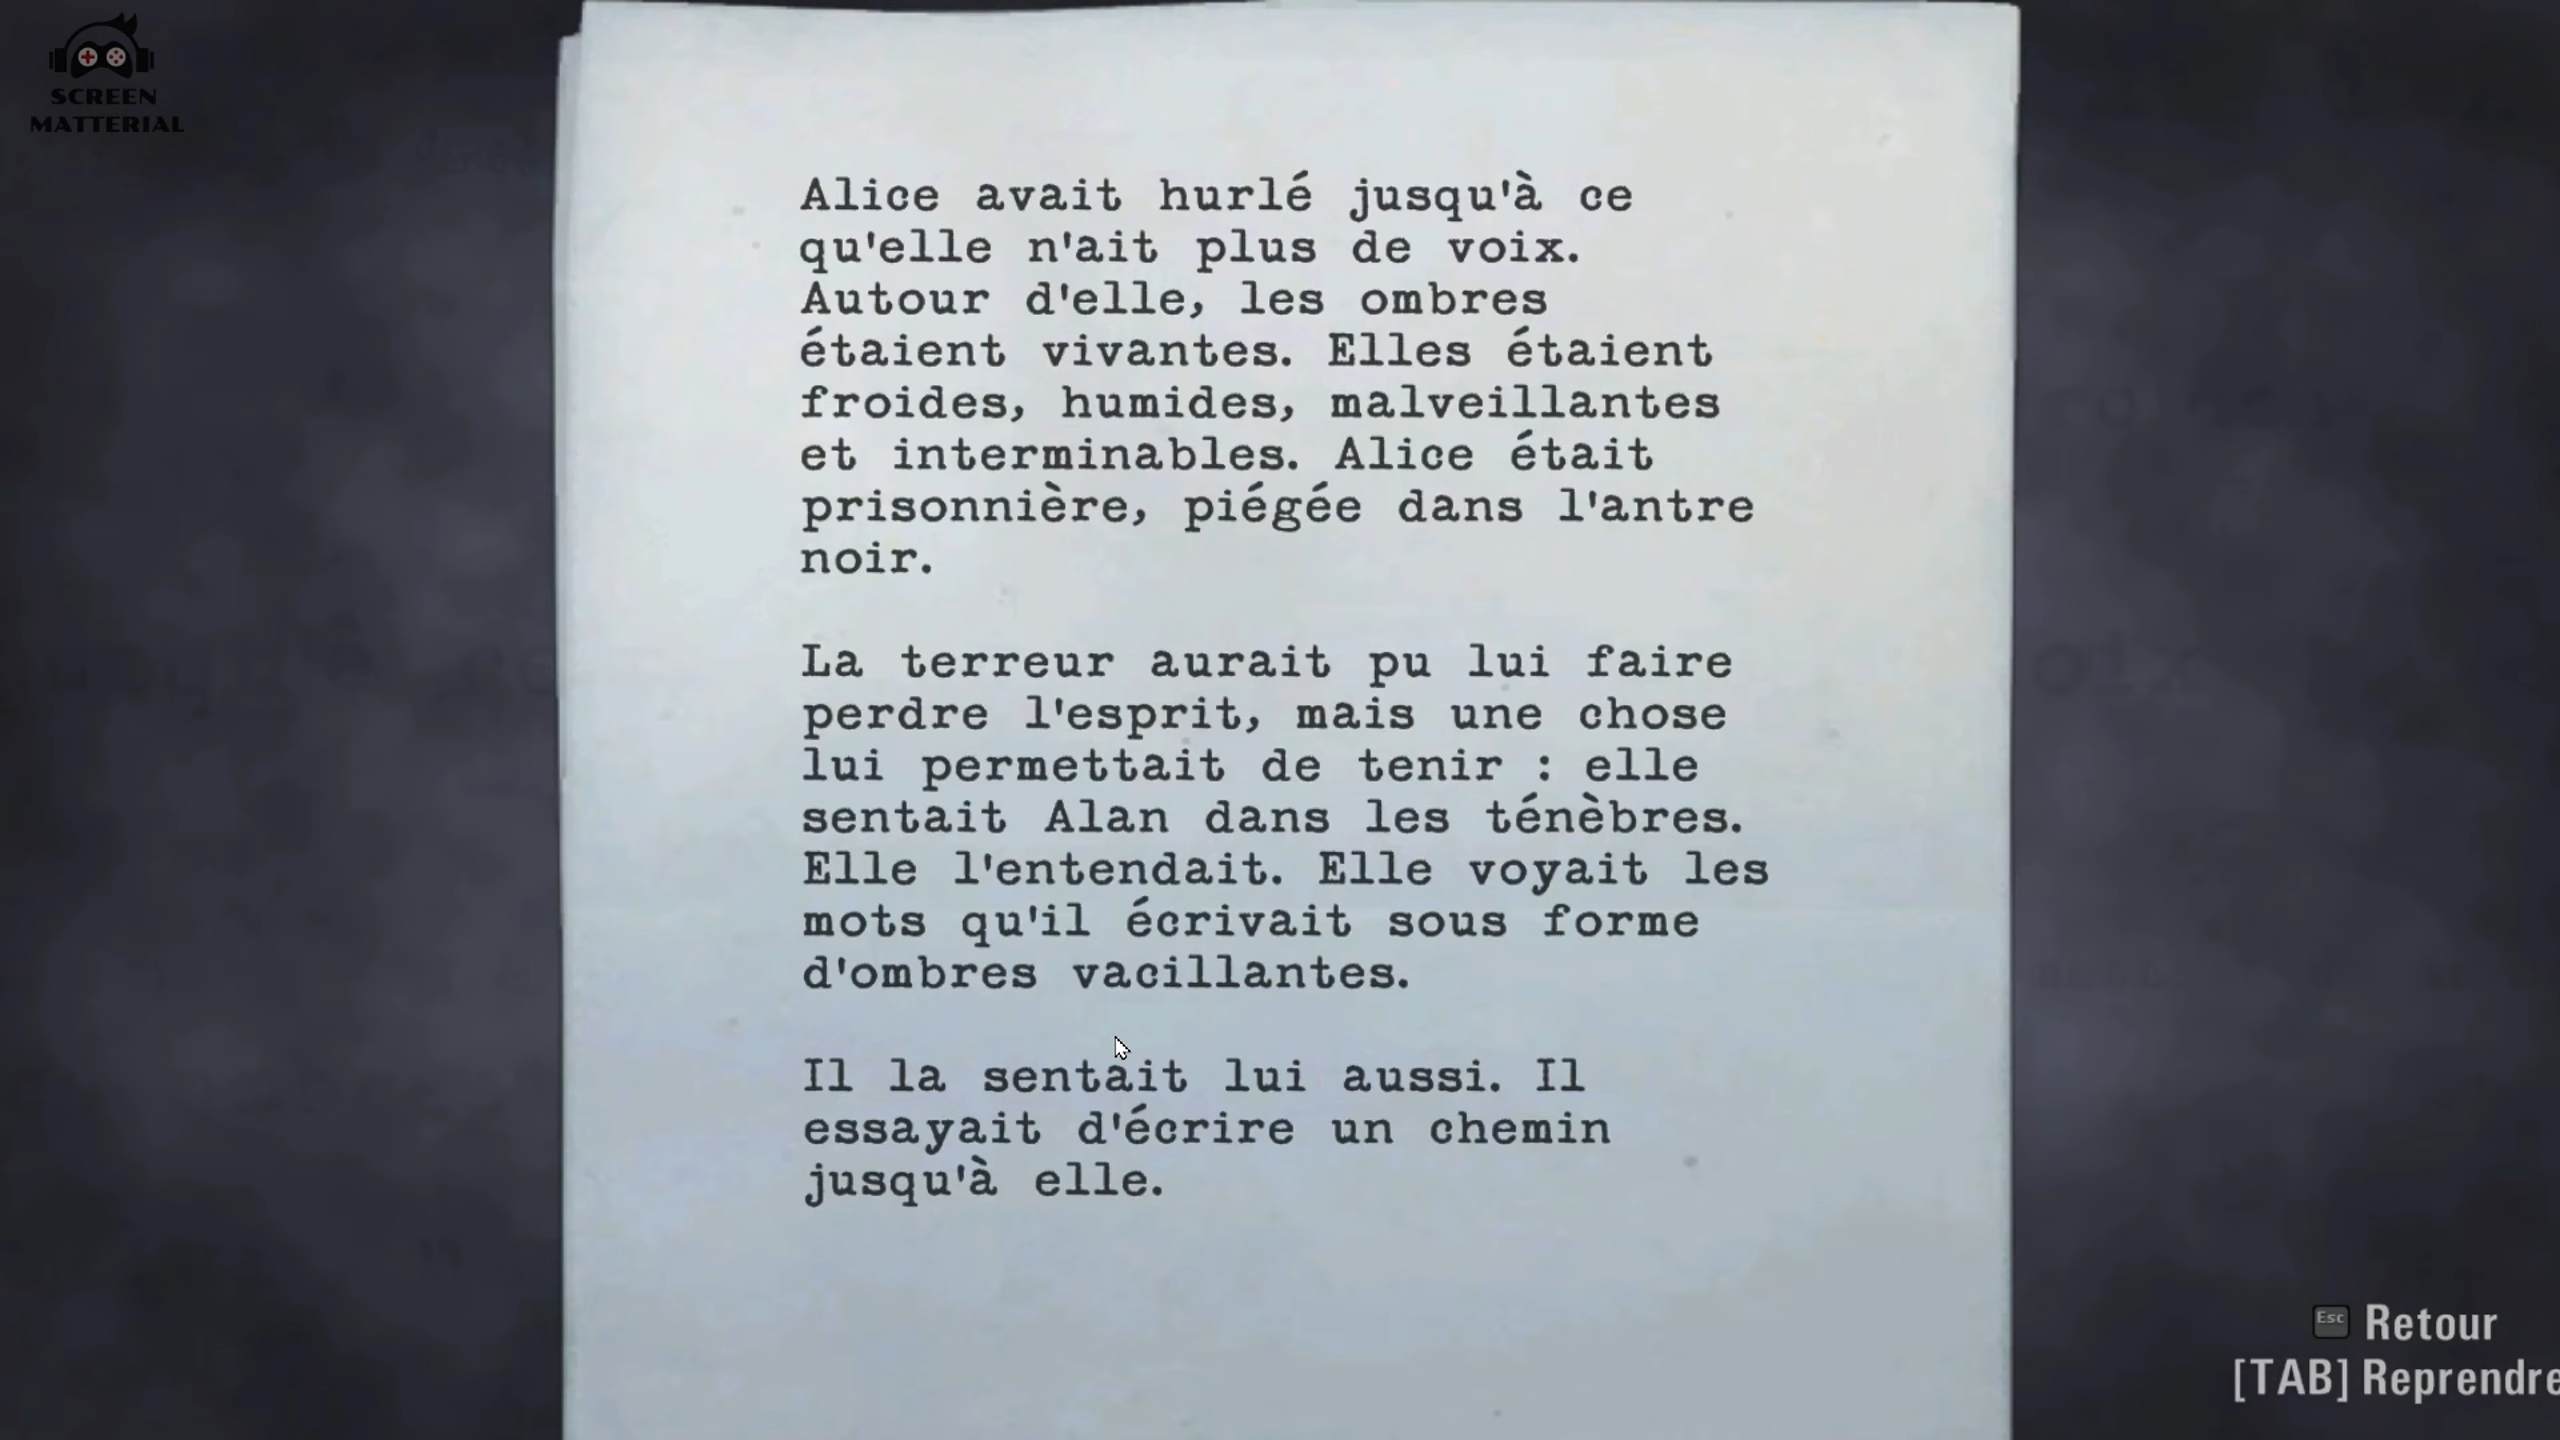 SCREEN
MATTERIAL
Alice avait hurlé jusqu'à ce
qu'elle n'ait plus de voix.
Autour d'elle, les ombres
étaient vivantes. Elles étaient
froides, humides, malveillantes
et interminables. Alice était
prisonnière, piégée dans l'antre
noir.
La terreur aurait pu lui faire
perdre l'esprit, mais une chose
lui permettait de tenir : elle
sentait Alan dans les ténèbres.
Elle l'entendait. Elle voyait les
mots qu'il écrivait sous forme
d'ombres vacillantes.
Il la sentait lui aussi. Il
essayait d'écrire un chemin
jusqu'à elle.
Esc Retour
[TAB] Reprendre